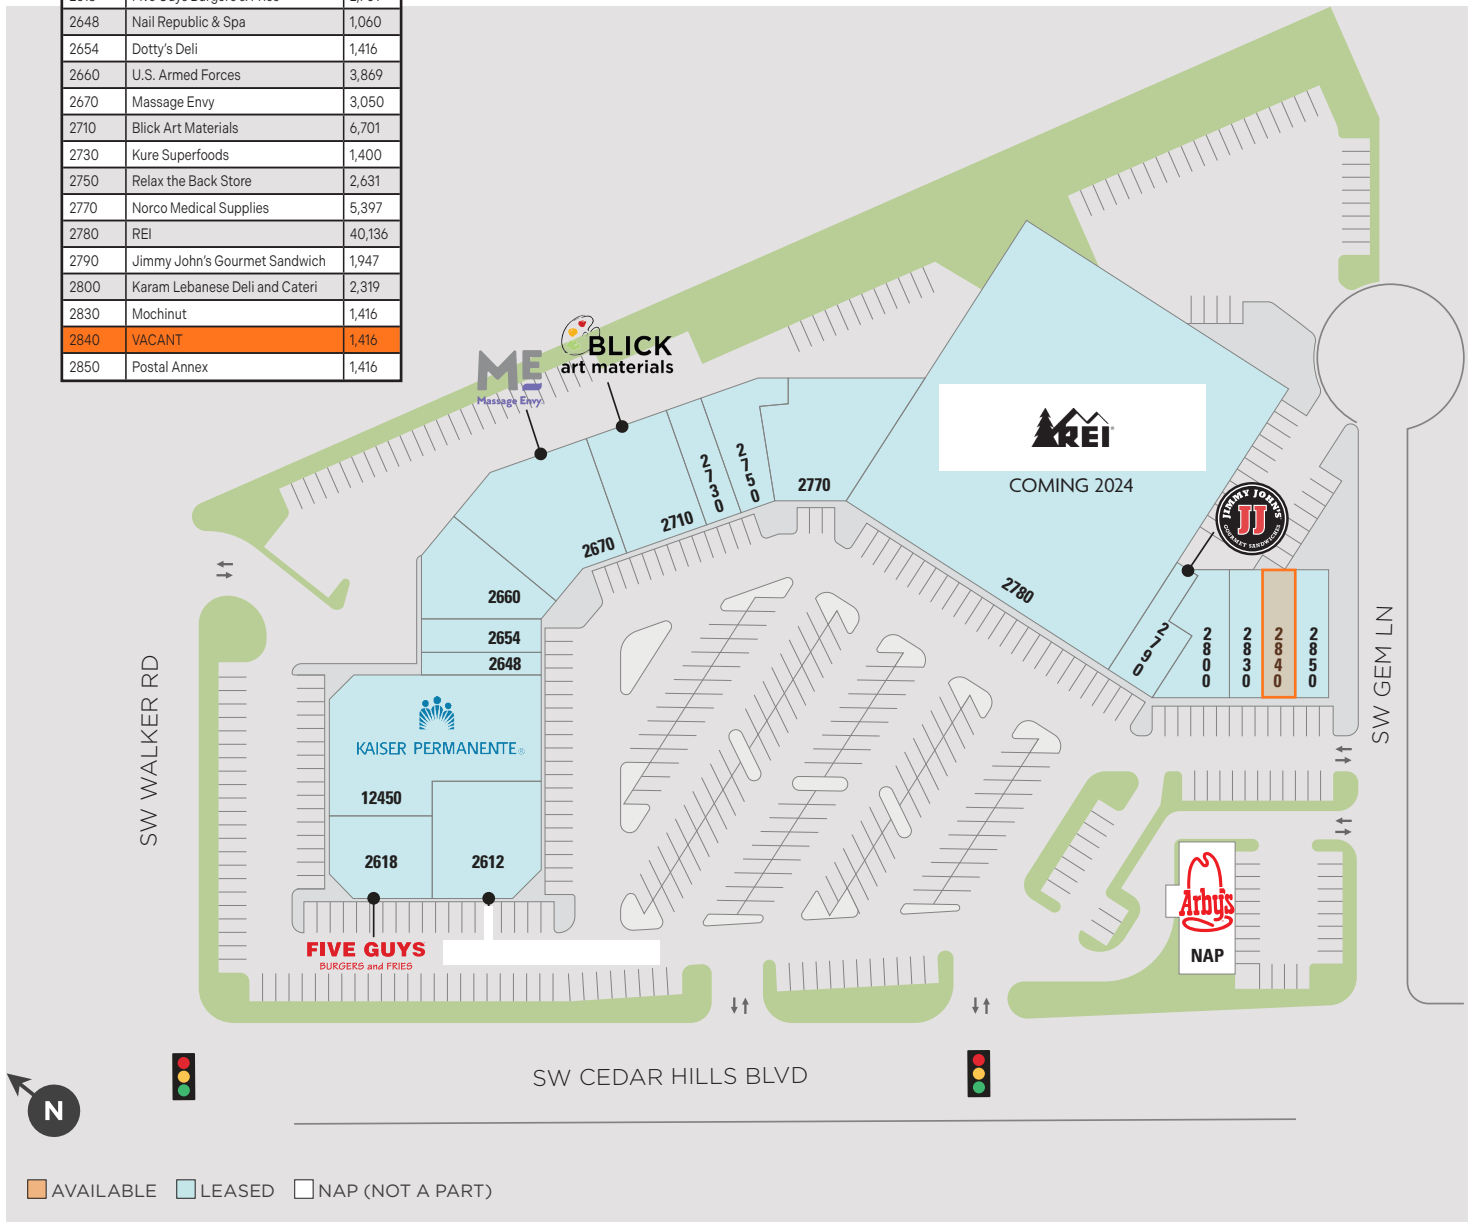 2648 Nail Republic & Spa 1,060
2654 Dotty's Deli 1,416
2660 U.S. Armed Forces 3,869
2670 Massage Envy 3,050
2710 Blick Art Materials 6,701
2730 Kure Superfoods 1,400
2750 Relax the Back Store 2,631
2770 Norco Medical Supplies 5,397
2780 REI 40,136
2790 Jimmy John's Gourmet Sandwich 1,947
2800 Karam Lebanese Deli and Cateri 2,319
2830 Mochinut 1,416
2840 VACANT 1,416
2850 Postal Annex 1,416
ME
Massage Envy
BLICK
art materials
REI
COMING 2024
JIMMY JOHN'S
JJ
GOURMET SANDWICHES
2730
2750
2770
2710
2670
2660
2654
2648
2780
2790
2800
2830
2840
2850
KAISER PERMANENTE®
12450
2618
2612
FIVE GUYS
BURGERS and FRIES
Arby's
NAP
SW WALKER RD
SW GEM LN
SW CEDAR HILLS BLVD
N
AVAILABLE
LEASED
NAP (NOT A PART)